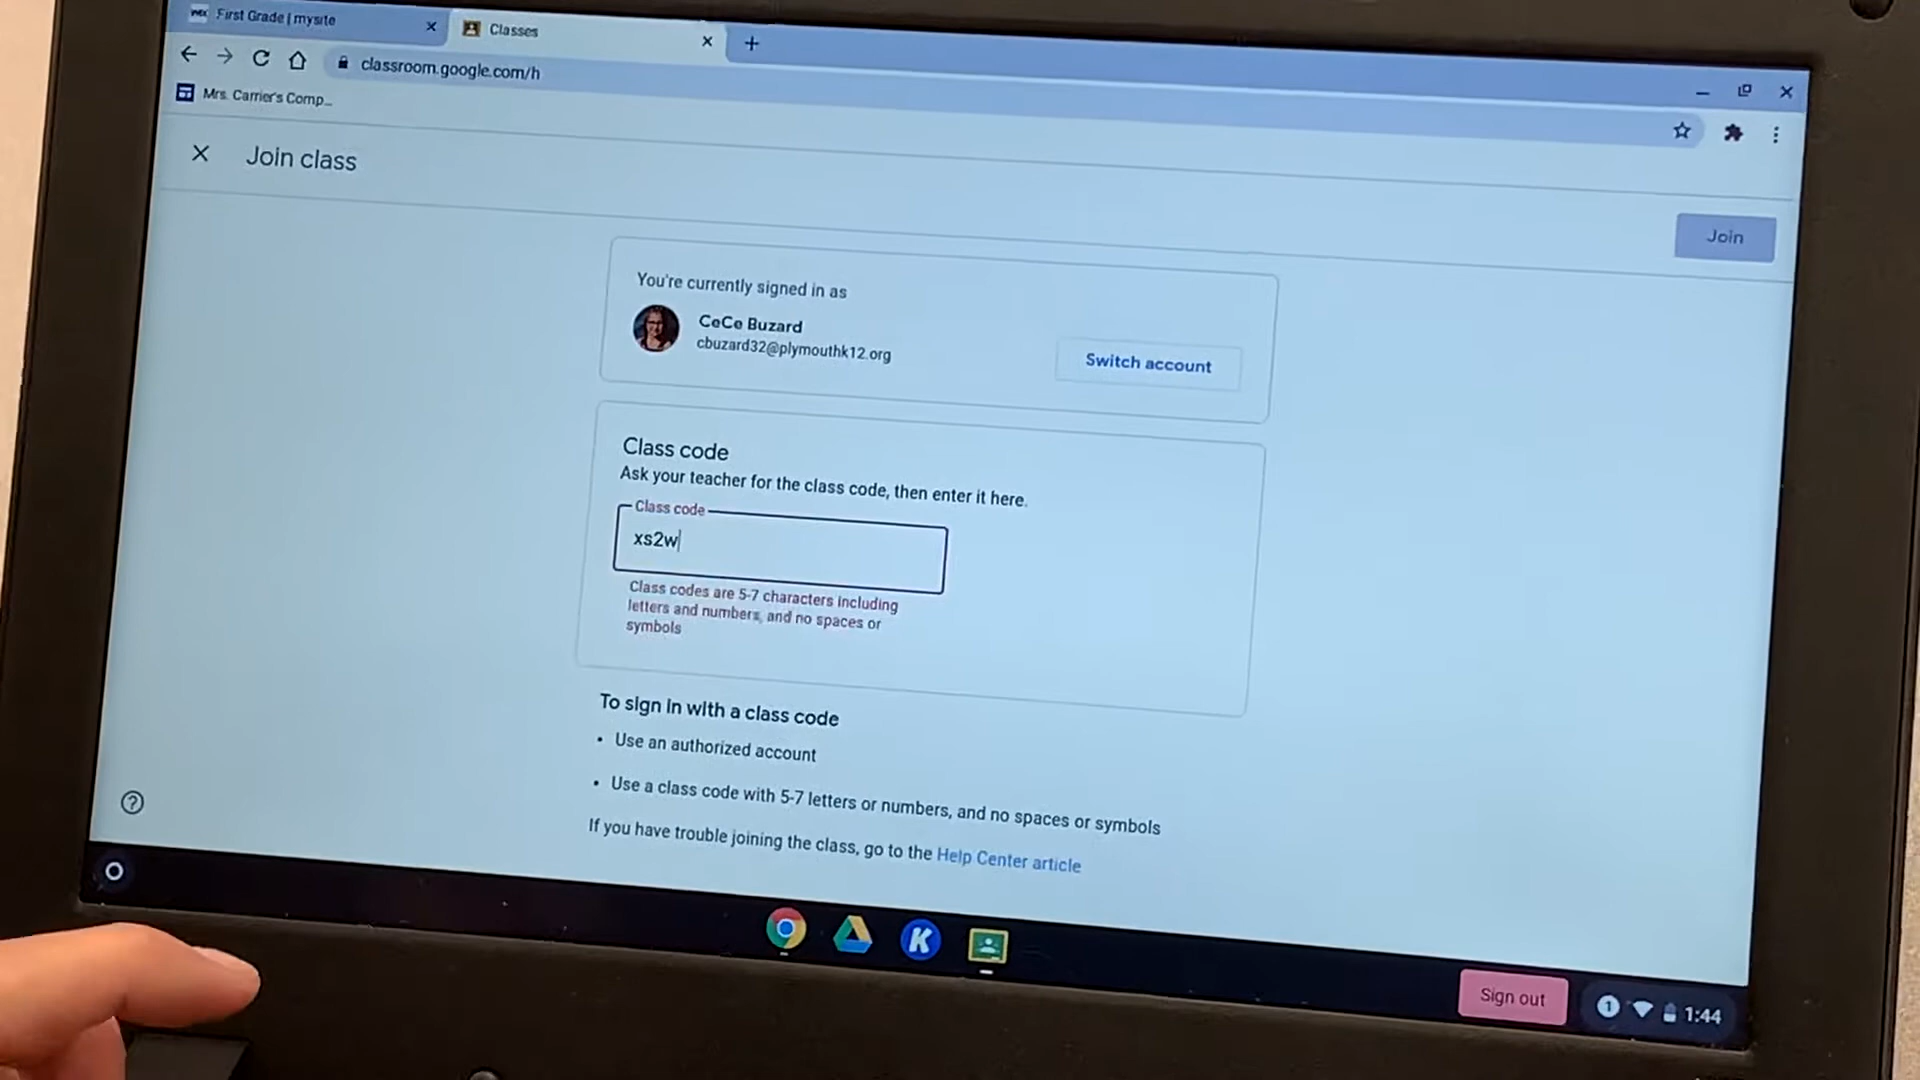 First Grade | mysite
Classes
classroom.google.com/h
Mrs. Carrier's Comp...
Join class
Join
You're currently signed in as
CeCe Buzard
cbuzard32@plymouthk12.org
Switch account
Class code
Ask your teacher for the class code, then enter it here.
Class code
xs2w
Class codes are 5-7 characters including
letters and numbers, and no spaces or
symbols
To sign in with a class code
• Use an authorized account
• Use a class code with 5-7 letters or numbers, and no spaces or symbols
If you have trouble joining the class, go to the Help Center article
K
Sign out
1
1:44